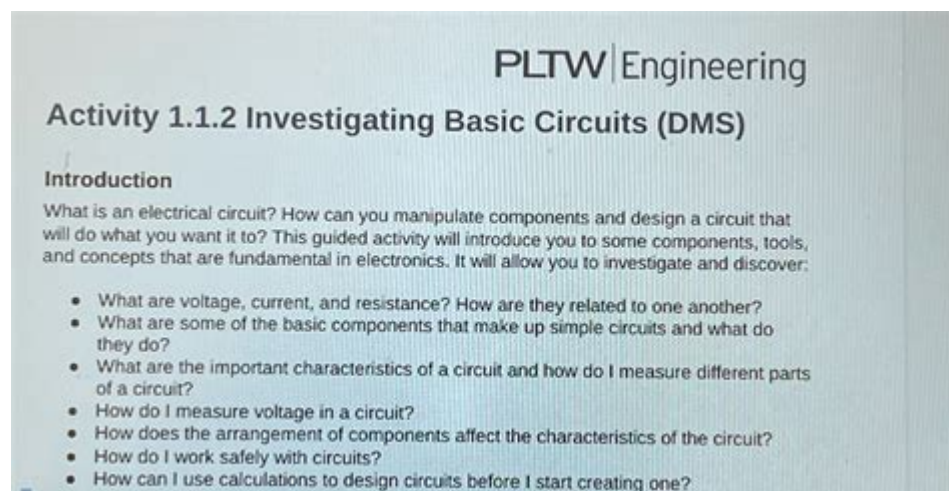 PLTW Engineering
Activity 1.1.2 Investigating Basic Circuits (DMS)
Introduction
What is an electrical circuit? How can you manipulate components and design a circuit that
will do what you want it to? This guided activity will introduce you to some components, tools,
and concepts that are fundamental in electronics. It will allow you to investigate and discover:
• What are voltage, current, and resistance? How are they related to one another?
• What are some of the basic components that make up simple circuits and what do
they do?
• What are the important characteristics of a circuit and how do I measure different parts
of a circuit?
• How do I measure voltage in a circuit?
• How does the arrangement of components affect the characteristics of the circuit?
• How do I work safely with circuits?
• How can I use calculations to design circuits before I start creating one?